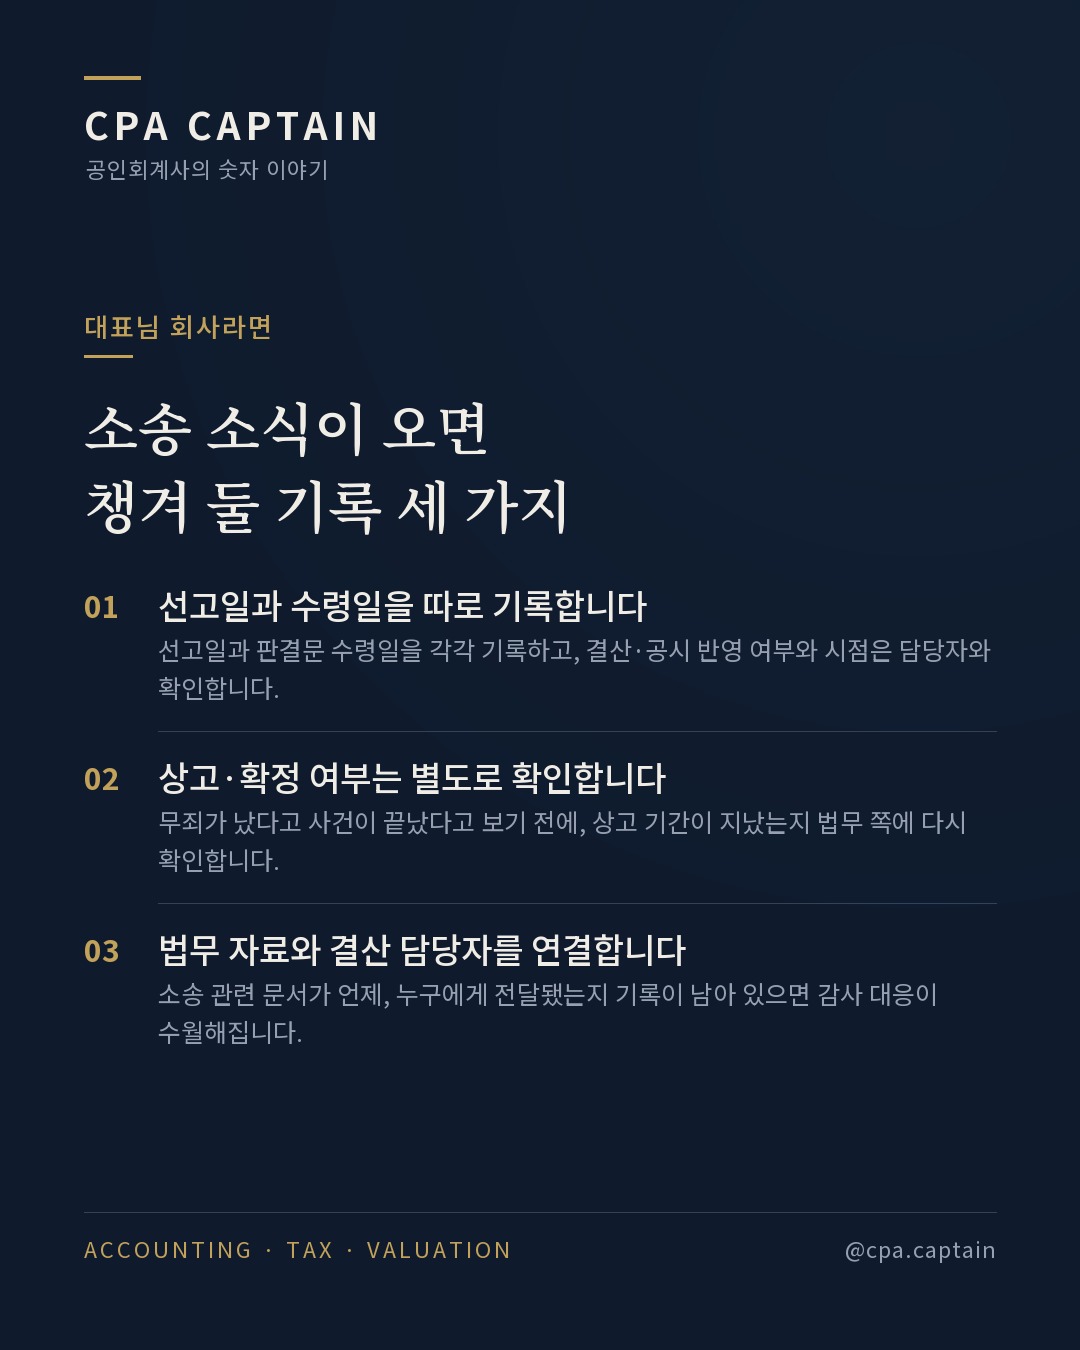 CPA CAPTAIN
공인회계사의 숫자 이야기
대표님 회사라면
소송 소식이 오면
챙겨 둘 기록 세 가지
01 선고일과 수령일을 따로 기록합니다
선고일과 판결문 수령일을 각각 기록하고, 결산·공시 반영 여부와 시점은 담당자와
확인합니다.
02 상고·확정 여부는 별도로 확인합니다
무죄가 났다고 사건이 끝났다고 보기 전에, 상고 기간이 지났는지 법무 쪽에 다시
확인합니다.
03 법무 자료와 결산 담당자를 연결합니다
소송 관련 문서가 언제, 누구에게 전달됐는지 기록이 남아 있으면 감사 대응이
수월해집니다.
ACCOUNTING · TAX · VALUATION
@cpa.captain